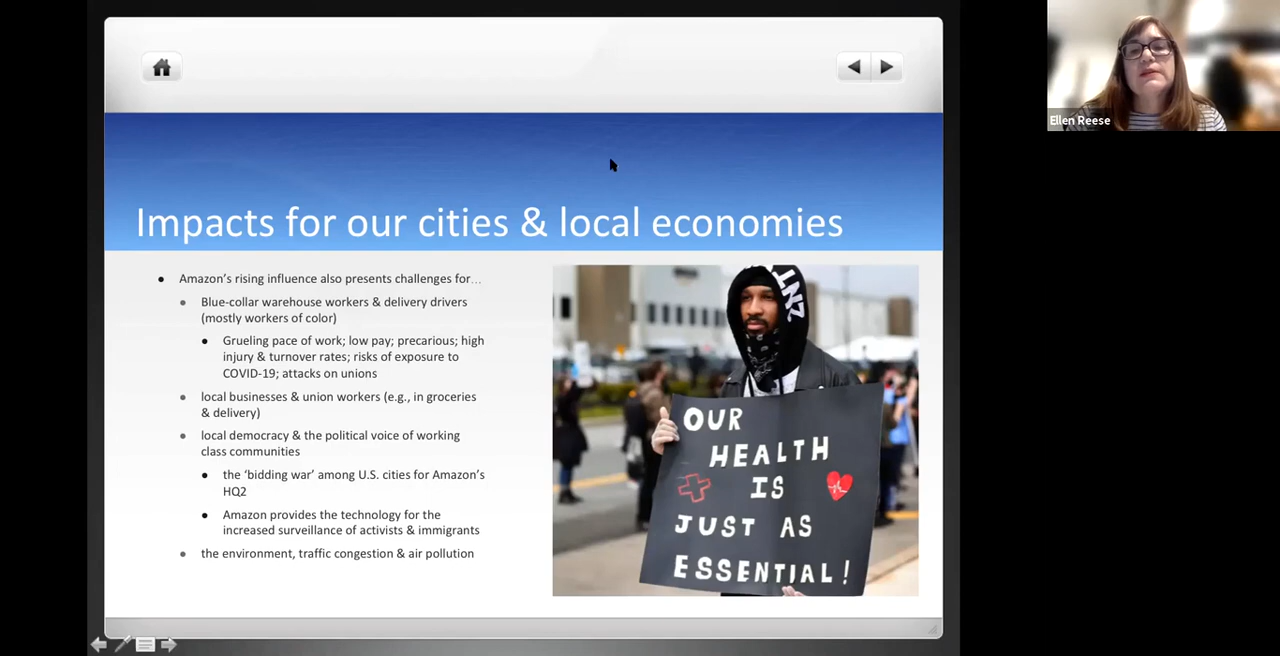 Ellen Reese
Impacts for our cities & local economies
Amazon's rising influence also presents challenges for…
Blue-collar warehouse workers & delivery drivers
(mostly workers of color)
Grueling pace of work; low pay; precarious; high
injury & turnover rates; risks of exposure to
COVID-19; attacks on unions
local businesses & union workers (e.g., in groceries
& delivery)
local democracy & the political voice of working
class communities
the ‘bidding war’ among U.S. cities for Amazon's
HQ2
Amazon provides the technology for the
increased surveillance of activists & immigrants
the environment, traffic congestion & air pollution
OUR
HEALTH
IS
JUST AS
ESSENTIAL!